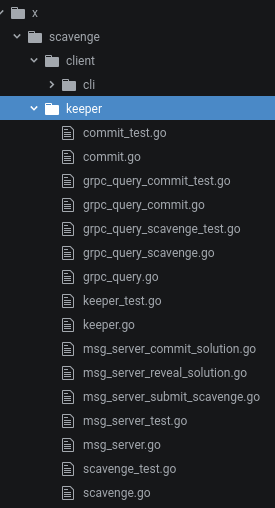 x
scavenge
client
cli
keeper
commit_test.go
commit.go
grpc_query_commit_test.go
grpc_query_commit.go
grpc_query_scavenge_test.go
grpc_query_scavenge.go
grpc_query.go
keeper_test.go
keeper.go
msg_server_commit_solution.go
msg_server_reveal_solution.go
msg_server_submit_scavenge.go
msg_server_test.go
msg_server.go
scavenge_test.go
scavenge.go